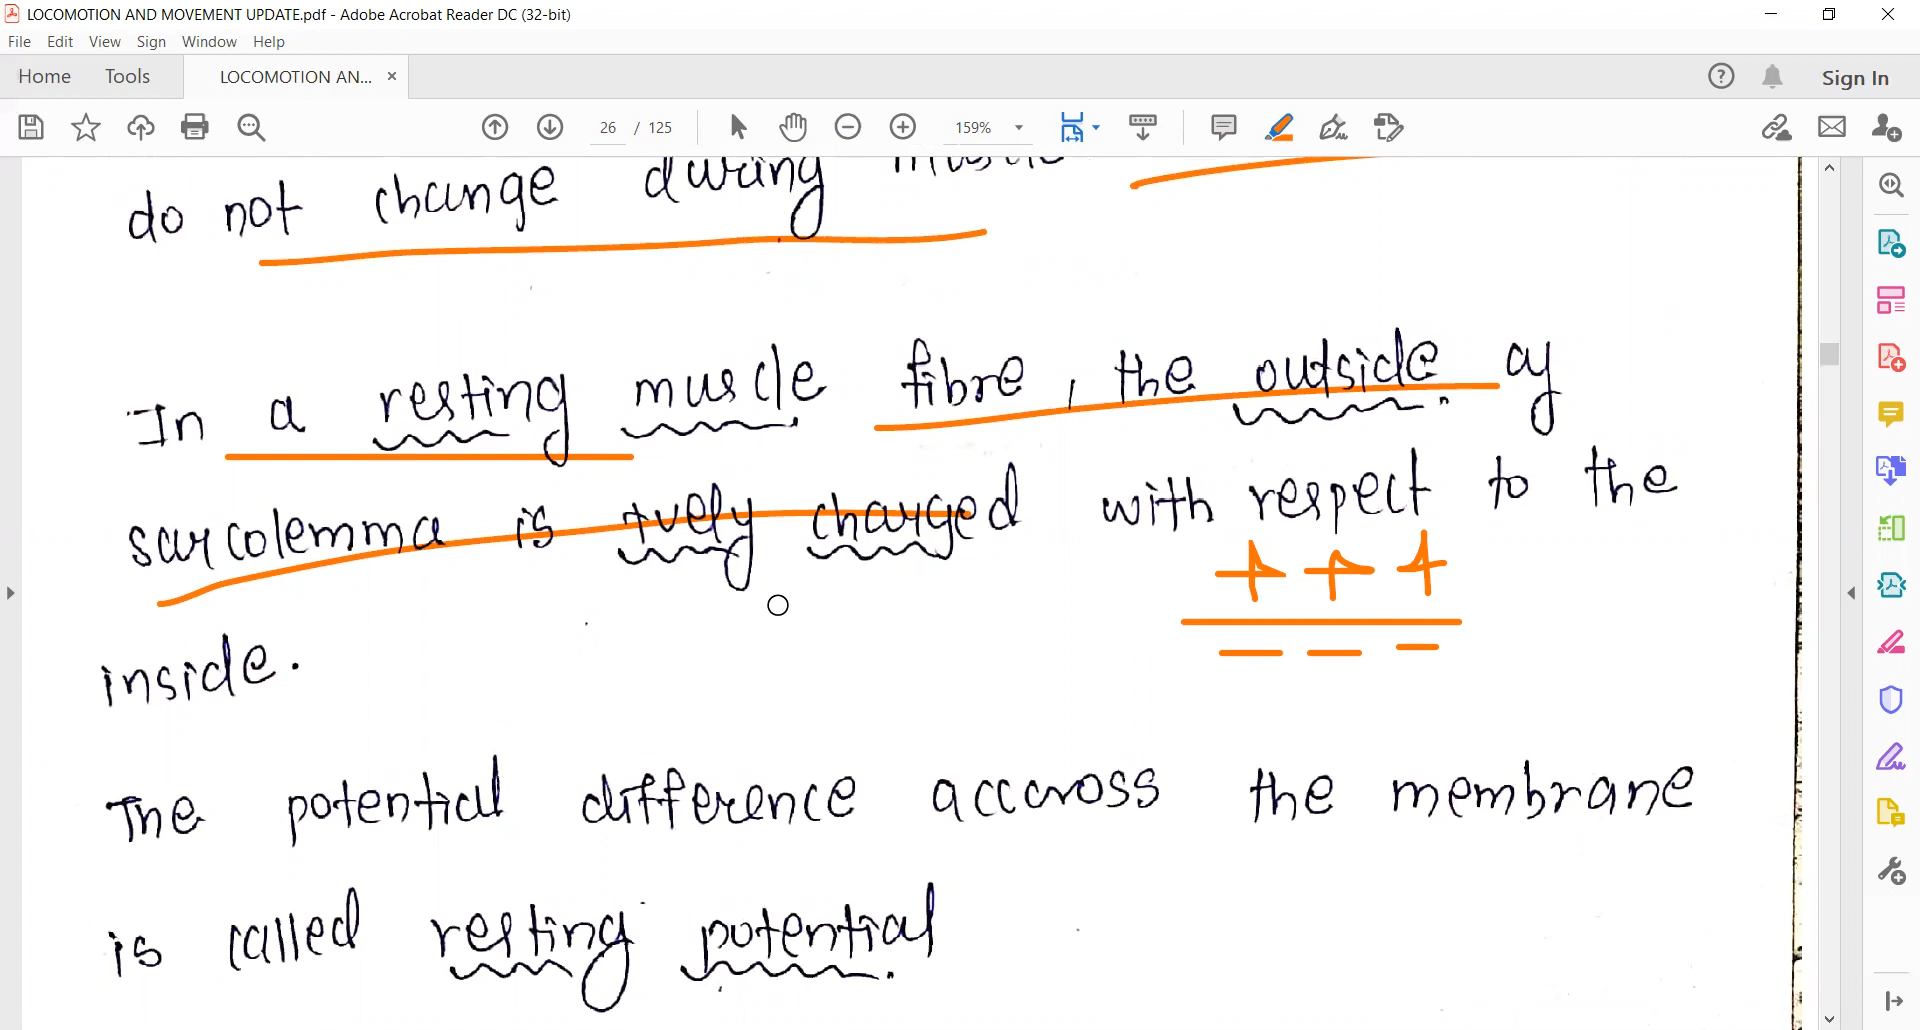 LOCOMOTION AND MOVEMENT UPDATE.pdf - Adobe Acrobat Reader DC (32-bit)
File Edit View Sign Window Help
Home Tools LOCOMOTION AN... × Sign In
26 / 125 159%
do not change during muscle
In a resting muscle fibre, the outside of
sarcolemma is +vely charged with respect to the
+ + +
— — —
inside.
The potential difference accross the membrane
is called resting potential